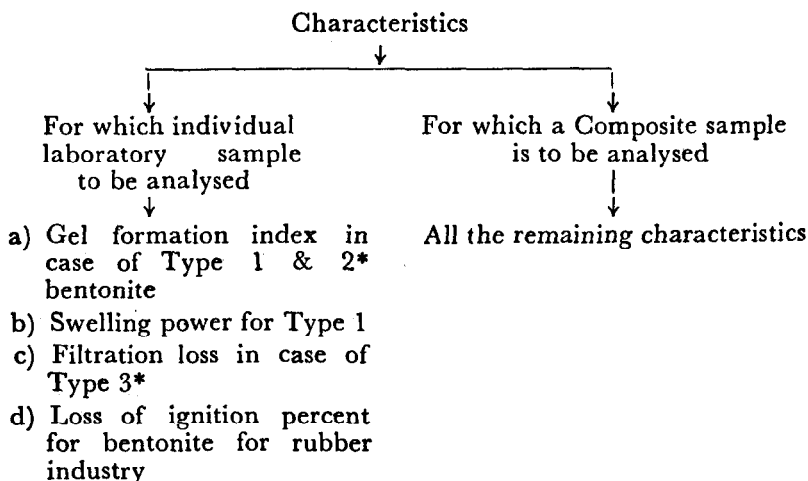 Characteristics
For which individual
laboratory sample
to be analysed
a) Gel formation index in
case of Type 1 & 2*
bentonite
b) Swelling power for Type 1
c) Filtration loss in case of
Type 3*
d) Loss of ignition percent
for bentonite for rubber
industry
For which a Composite sample
is to be analysed
All the remaining characteristics